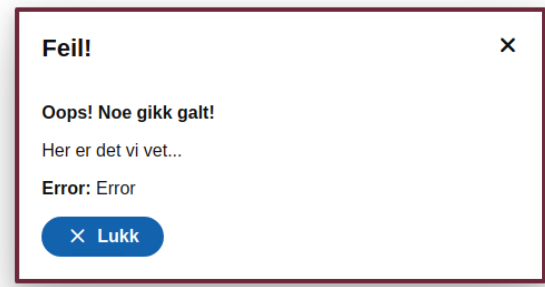 Feil!
Oops! Noe gikk galt!
Her er det vi vet...
Error: Error
Lukk